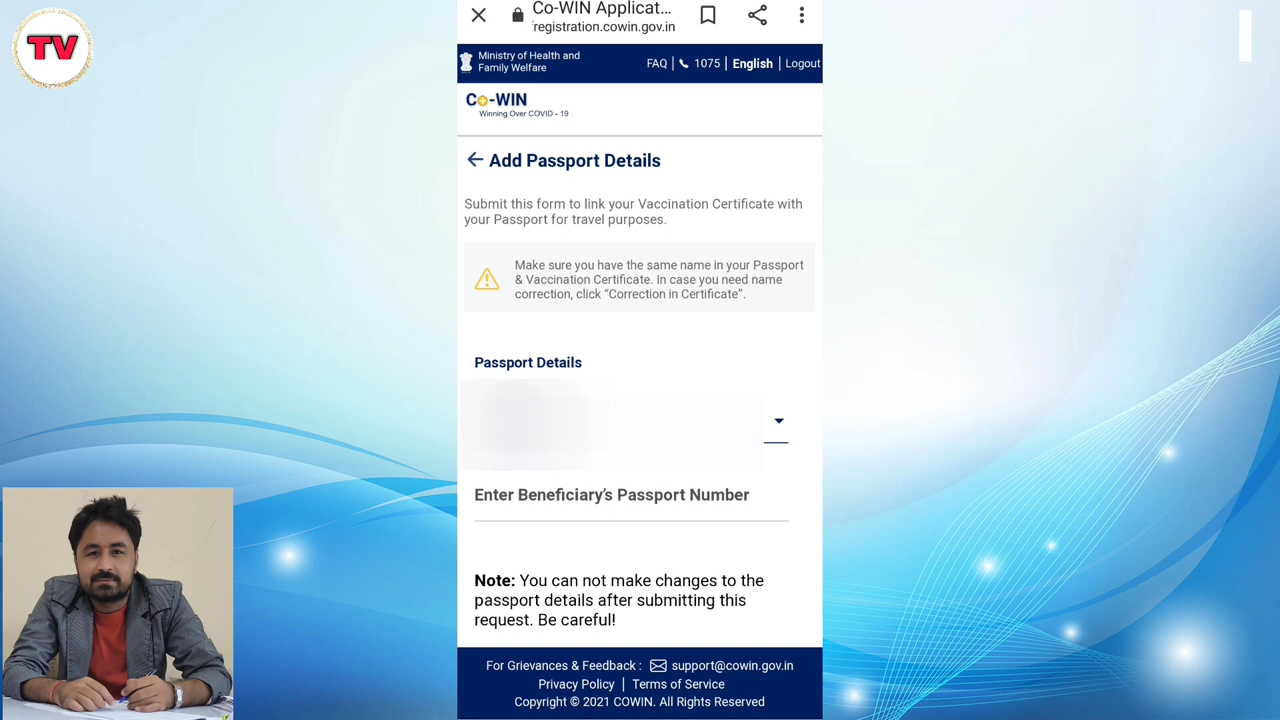 TV
Co-WIN Applicat...
registration.cowin.gov.in
Ministry of Health and
Family Welfare
FAQ | 1075 | English | Logout
Co-WIN
Winning Over COVID - 19
Add Passport Details
Submit this form to link your Vaccination Certificate with
your Passport for travel purposes.
Make sure you have the same name in your Passport
& Vaccination Certificate. In case you need name
correction, click “Correction in Certificate”.
Passport Details
Enter Beneficiary’s Passport Number
Note: You can not make changes to the
passport details after submitting this
request. Be careful!
For Grievances & Feedback : support@cowin.gov.in
Privacy Policy | Terms of Service
Copyright © 2021 COWIN. All Rights Reserved